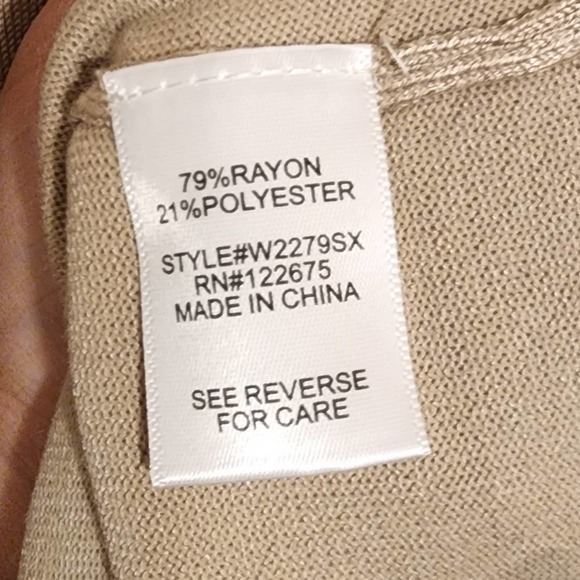 79%RAYON
21%POLYESTER
STYLE#W2279SX
RN#122675
MADE IN CHINA
SEE REVERSE
FOR CARE